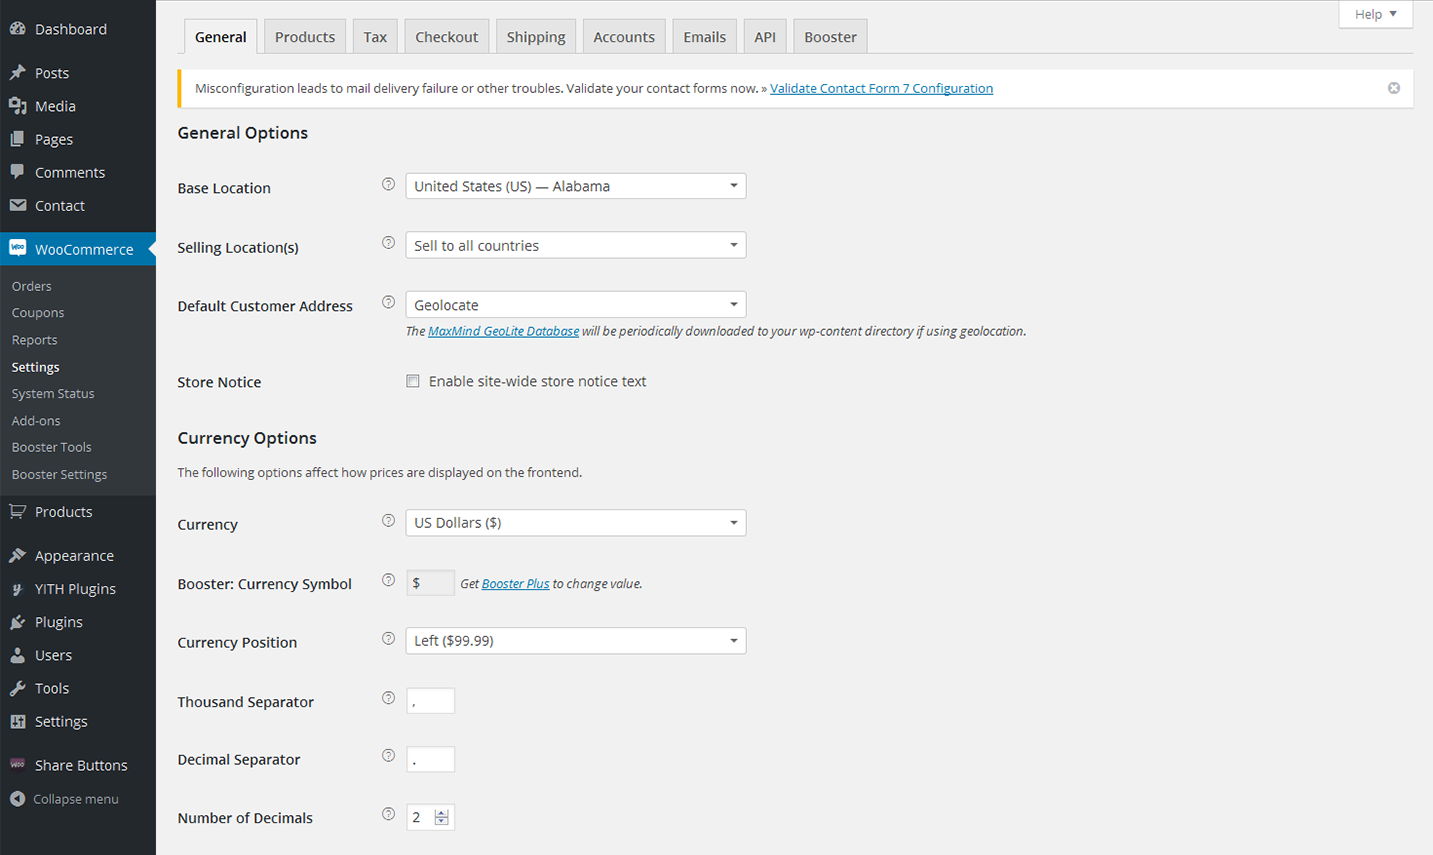 Help
Dashboard
Posts
Media
Pages
Comments
Contact
WooCommerce
Orders
Coupons
Reports
Settings
System Status
Add-ons
Booster Tools
Booster Settings
Products
Appearance
YITH Plugins
Plugins
Users
Tools
Settings
Share Buttons
Collapse menu
General Products Tax Checkout Shipping Accounts Emails API Booster
Misconfiguration leads to mail delivery failure or other troubles. Validate your contact forms now. » Validate Contact Form 7 Configuration
General Options
Base Location ? United States (US) — Alabama
Selling Location(s) ? Sell to all countries
Default Customer Address ? Geolocate
The MaxMind GeoLite Database will be periodically downloaded to your wp-content directory if using geolocation.
Store Notice Enable site-wide store notice text
Currency Options
The following options affect how prices are displayed on the frontend.
Currency ? US Dollars ($)
Booster: Currency Symbol ? $ Get Booster Plus to change value.
Currency Position ? Left ($99.99)
Thousand Separator ? ,
Decimal Separator ? .
Number of Decimals ? 2